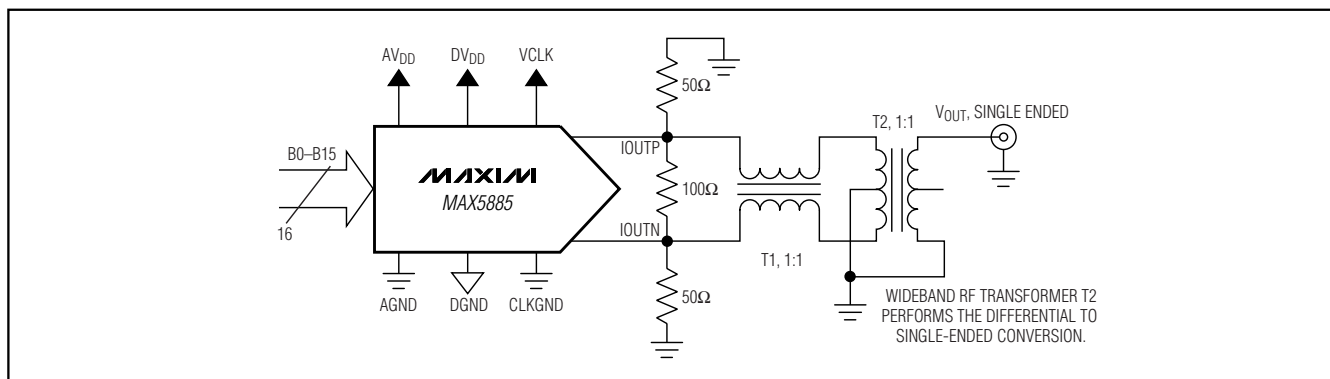 AVDD
DVDD
VCLK
50Ω
T2, 1:1
VOUT, SINGLE ENDED
B0–B15
16
MAXIM
MAX5885
IOUTP
100Ω
IOUTN
T1, 1:1
AGND
DGND
CLKGND
50Ω
WIDEBAND RF TRANSFORMER T2
PERFORMS THE DIFFERENTIAL TO
SINGLE-ENDED CONVERSION.